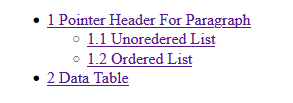 1 Pointer Header For Paragraph
1.1 Unoredered List
1.2 Ordered List
2 Data Table